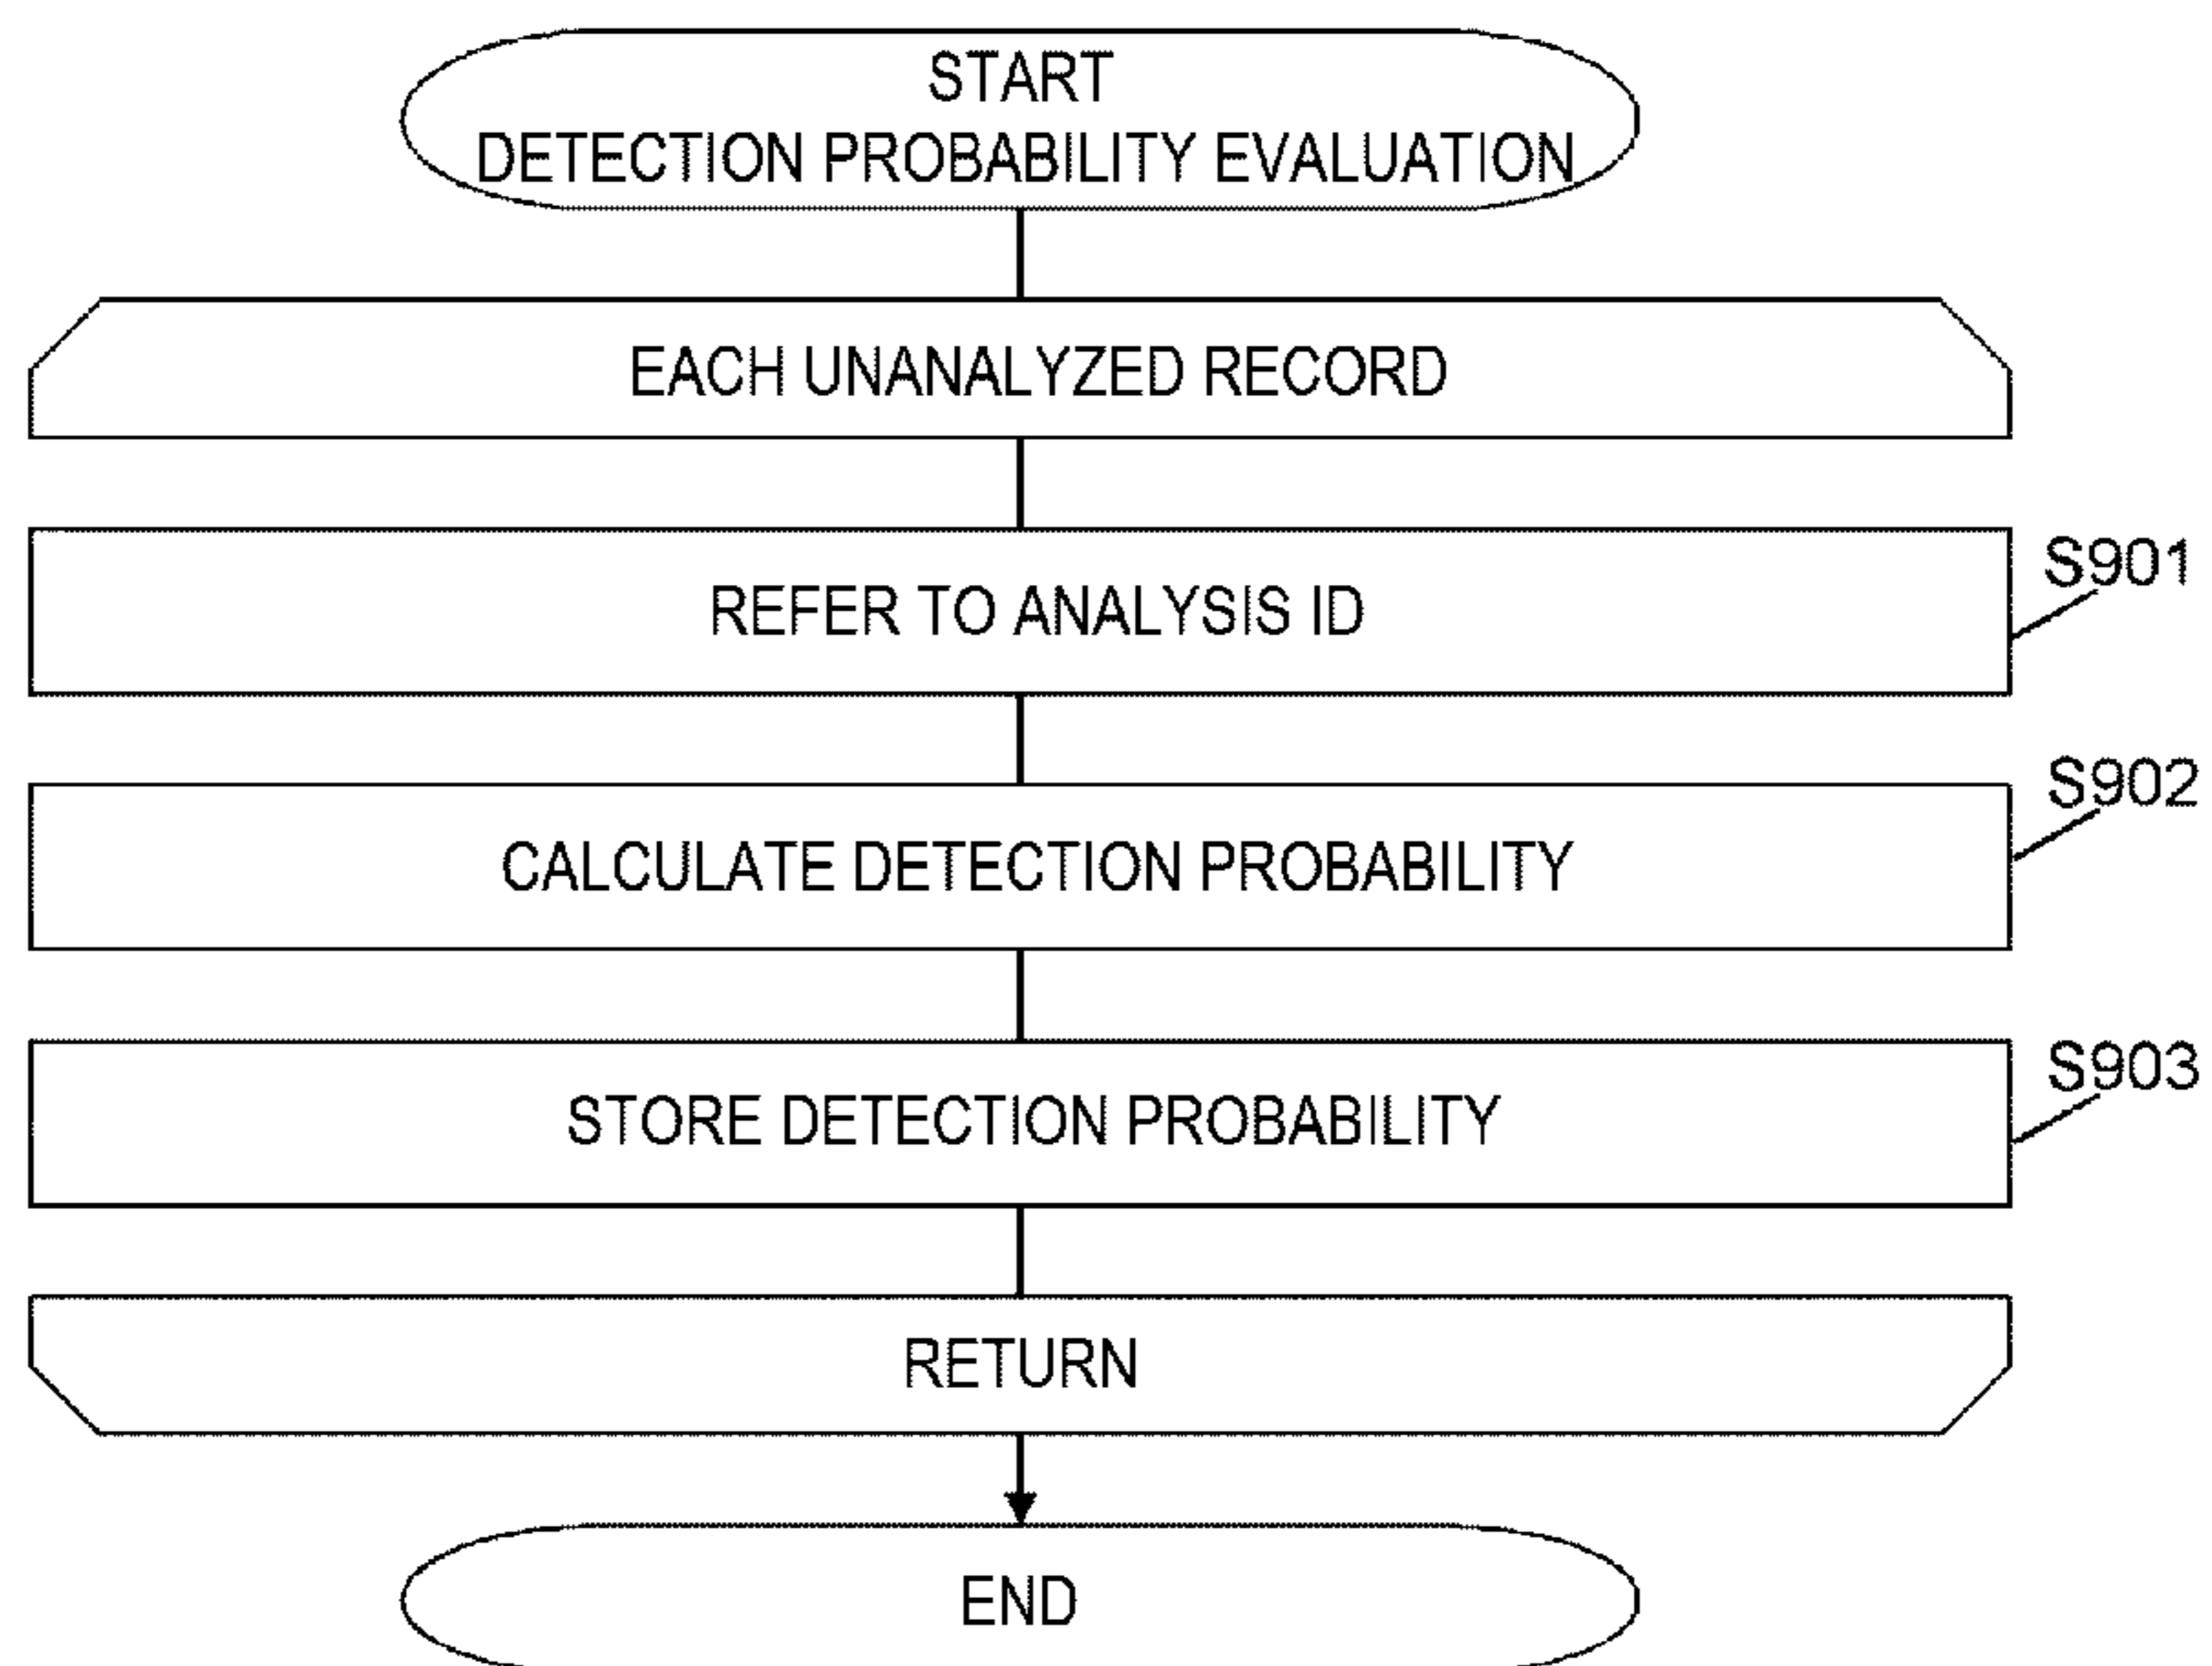 START
DETECTION PROBABILITY EVALUATION
EACH UNANALYZED RECORD
REFER TO ANALYSIS ID
S901
CALCULATE DETECTION PROBABILITY
S902
STORE DETECTION PROBABILITY
S903
RETURN
END